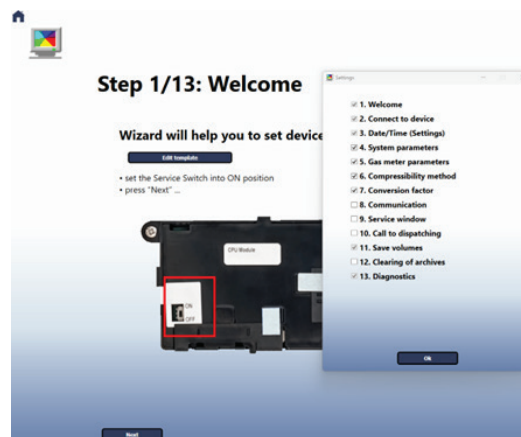 Step 1/13: Welcome
Wizard will help you to set device
Edit template
• set the Service Switch into ON position
• press "Next" ...
CPU Module
ON
OFF
Next
Settings
1. Welcome
2. Connect to device
3. Date/Time (Settings)
4. System parameters
5. Gas meter parameters
6. Compressibility method
7. Conversion factor
8. Communication
9. Service window
10. Call to dispatching
11. Save volumes
12. Clearing of archives
13. Diagnostics
Ok